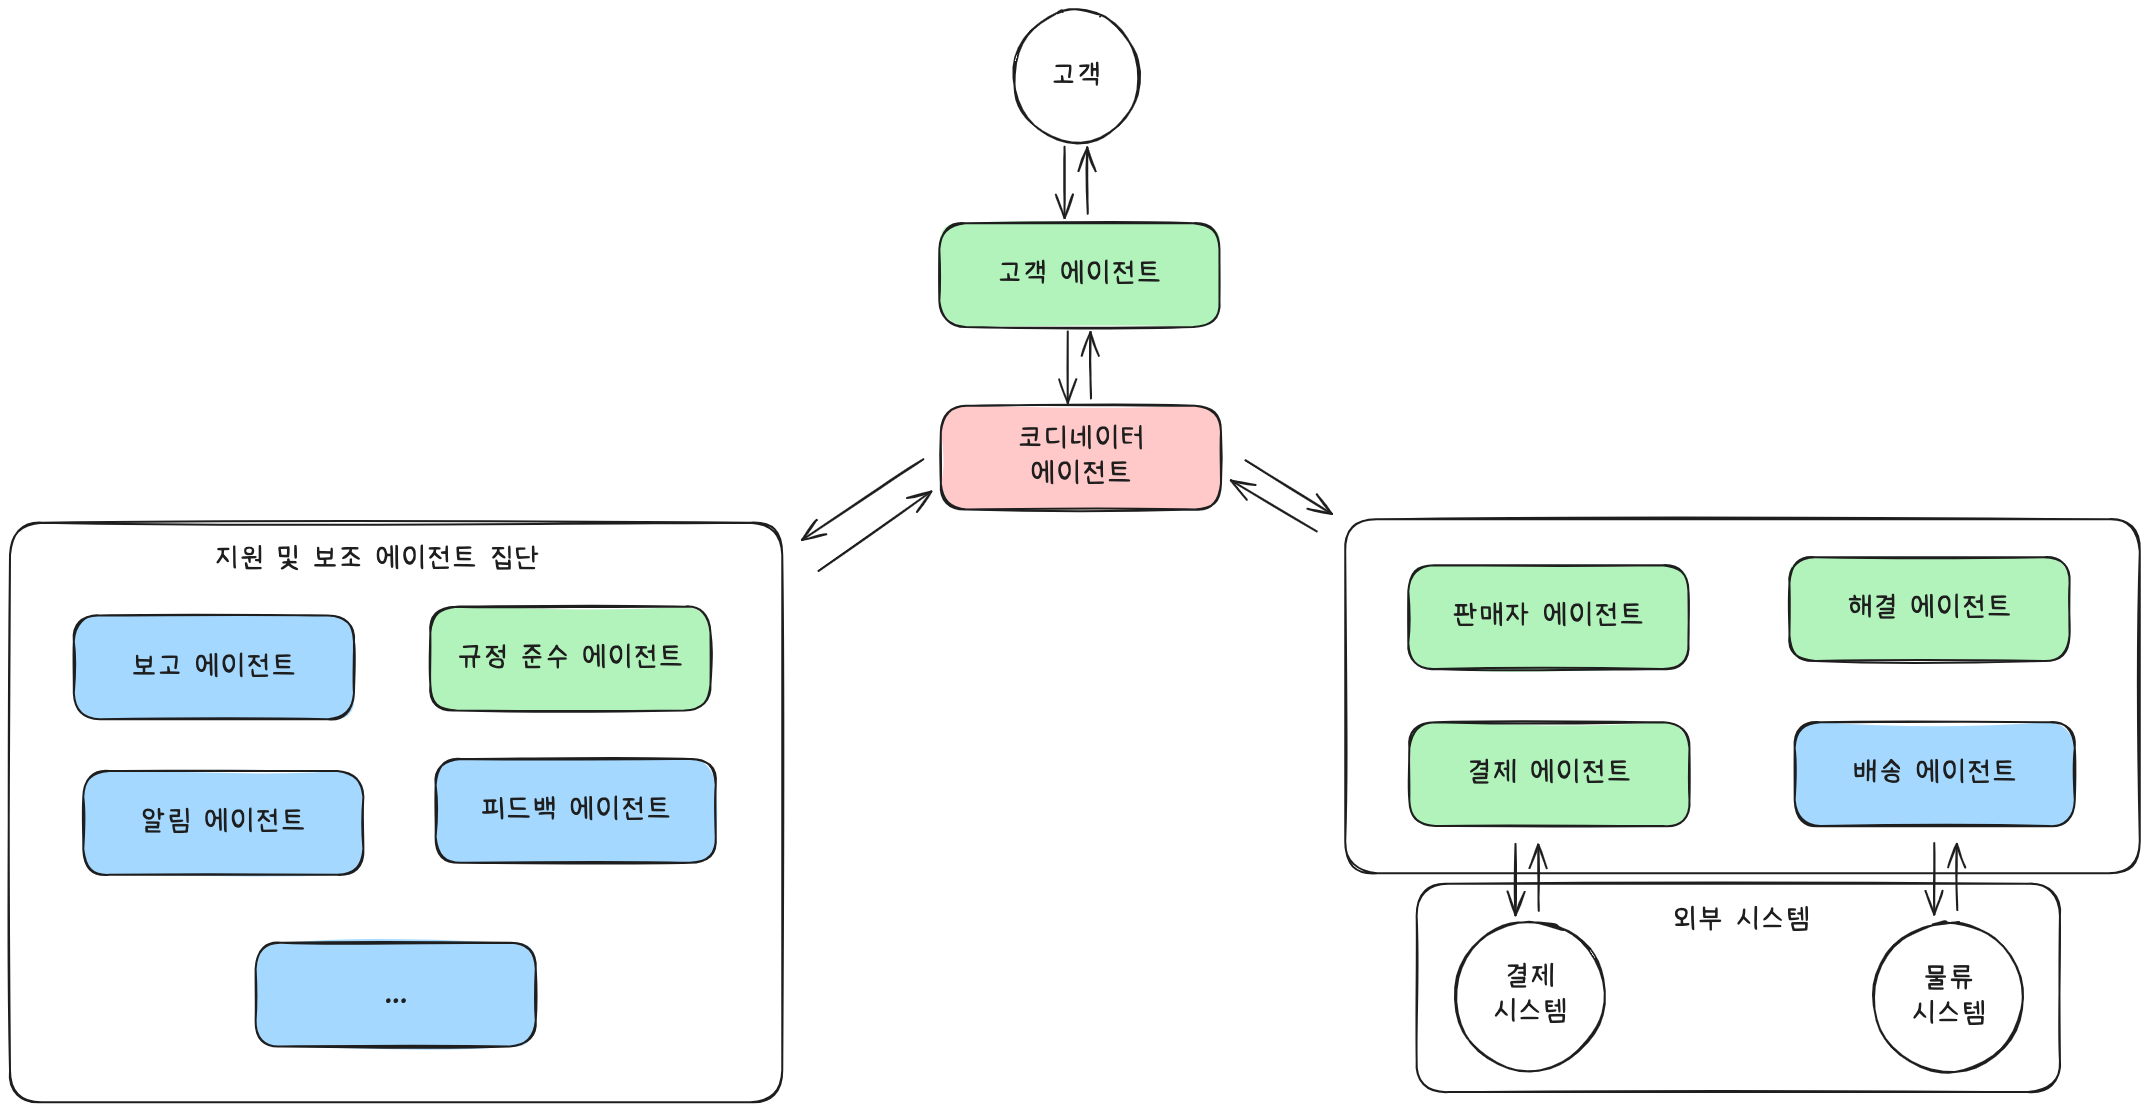 고객
고객 에이전트
코디네이터
에이전트
지원 및 보조 에이전트 집단
보고 에이전트
규정 준수 에이전트
알림 에이전트
피드백 에이전트
...
판매자 에이전트
해결 에이전트
결제 에이전트
배송 에이전트
외부 시스템
결제
시스템
물류
시스템